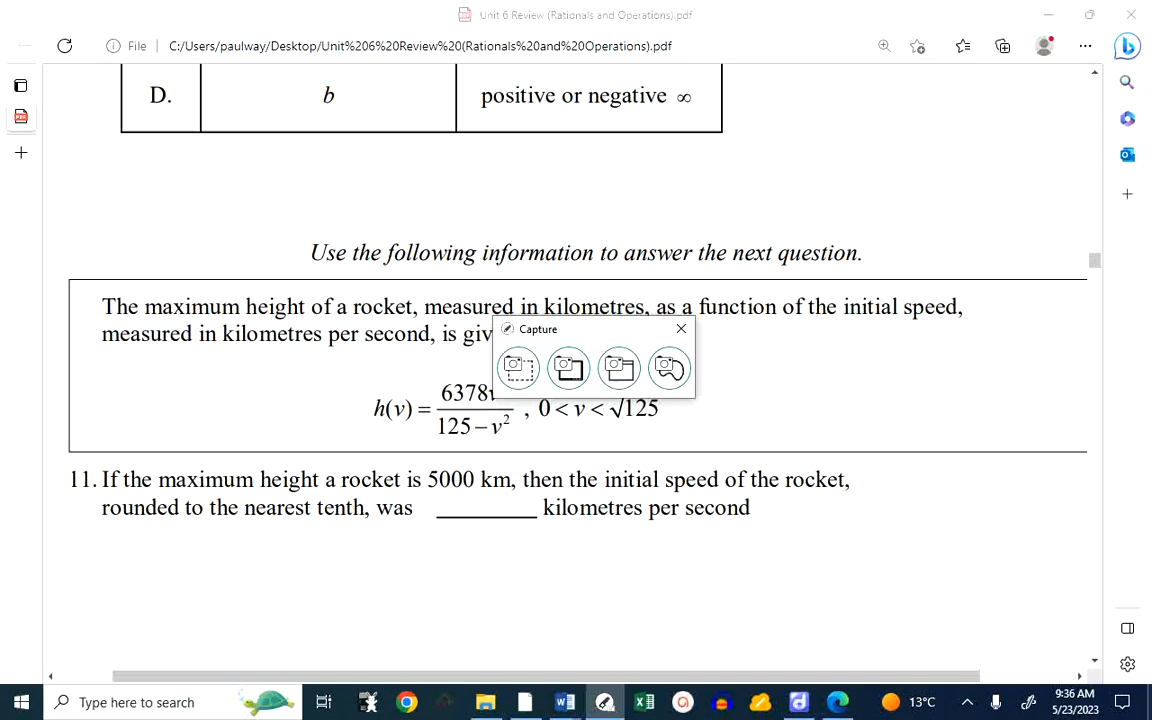 Unit 6 Review (Rationals and Operations).pdf
File | C:/Users/paulway/Desktop/Unit%206%20Review%20(Rationals%20and%20Operations).pdf
D. b positive or negative ∞
Use the following information to answer the next question.
The maximum height of a rocket, measured in kilometres, as a function of the initial speed,
measured in kilometres per second, is giv
Capture
h(v) = 6378v / 125 – v² , 0 < v < √125
11. If the maximum height a rocket is 5000 km, then the initial speed of the rocket,
rounded to the nearest tenth, was _________ kilometres per second
Type here to search
13°C
9:36 AM
5/23/2023